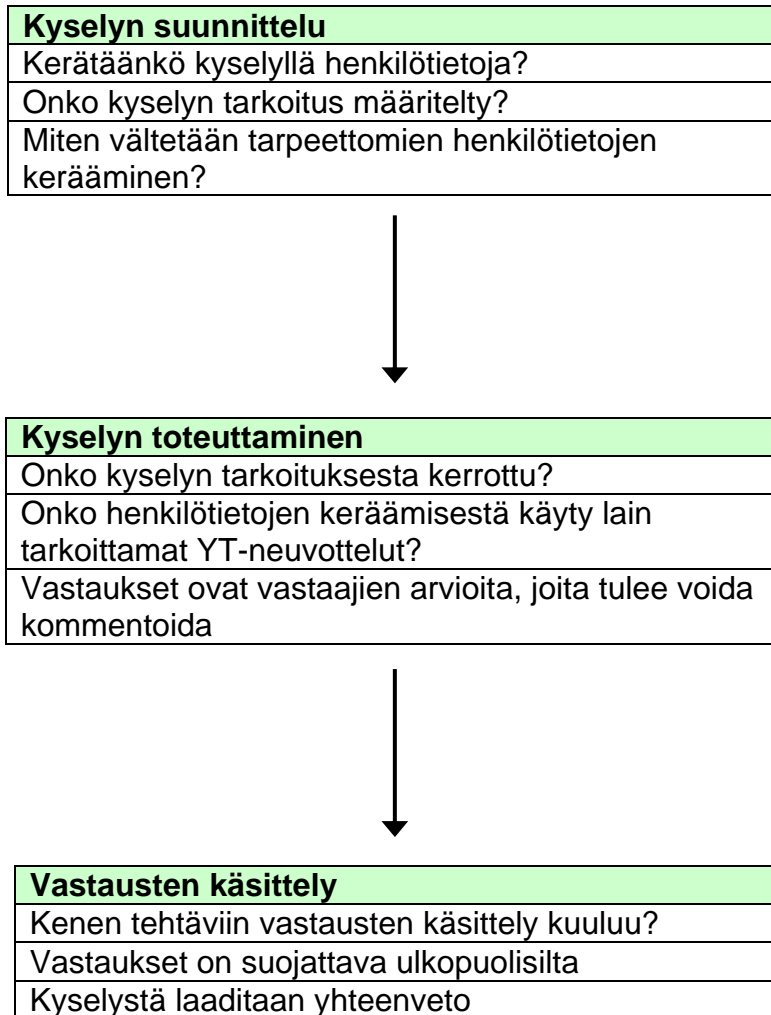 Kyselyn suunnittelu
Kerätäänkö kyselyllä henkilötietoja?
Onko kyselyn tarkoitus määritelty?
Miten vältetään tarpeettomien henkilötietojen
kerääminen?
Kyselyn toteuttaminen
Onko kyselyn tarkoituksesta kerrottu?
Onko henkilötietojen keräämisestä käyty lain
tarkoittamat YT-neuvottelut?
Vastaukset ovat vastaajien arvioita, joita tulee voida
kommentoida
Vastausten käsittely
Kenen tehtäviin vastausten käsittely kuuluu?
Vastaukset on suojattava ulkopuolisilta
Kyselystä laaditaan yhteenveto